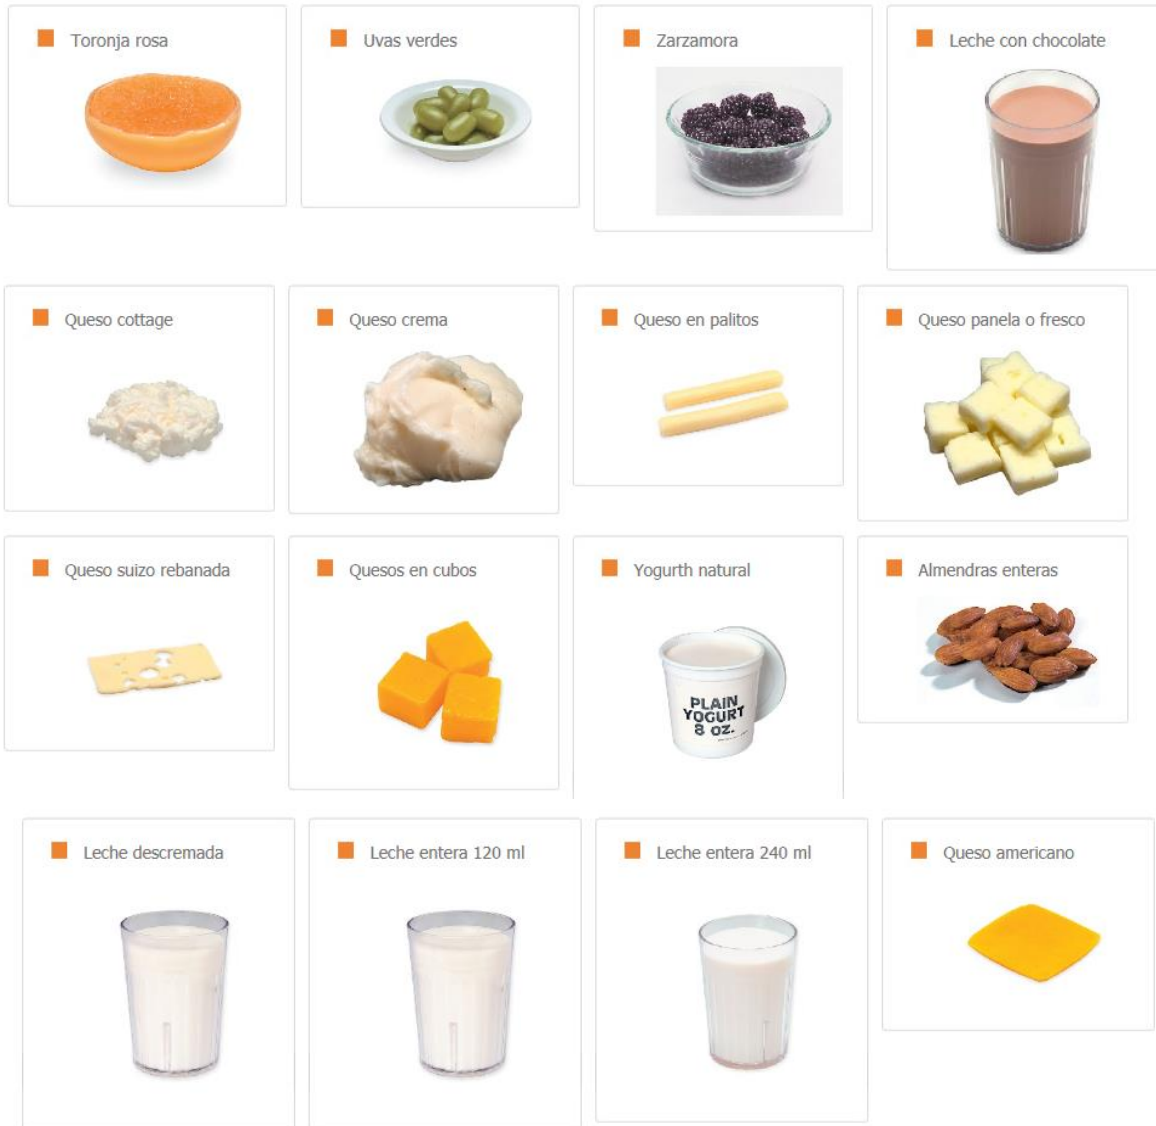 Toronja rosa
Uvas verdes
Zarzamora
Leche con chocolate
Queso cottage
Queso crema
Queso en palitos
Queso panela o fresco
Queso suizo rebanada
Quesos en cubos
Yogurth natural
Almendras enteras
PLAIN
YOGURT
8 OZ.
Leche descremada
Leche entera 120 ml
Leche entera 240 ml
Queso americano